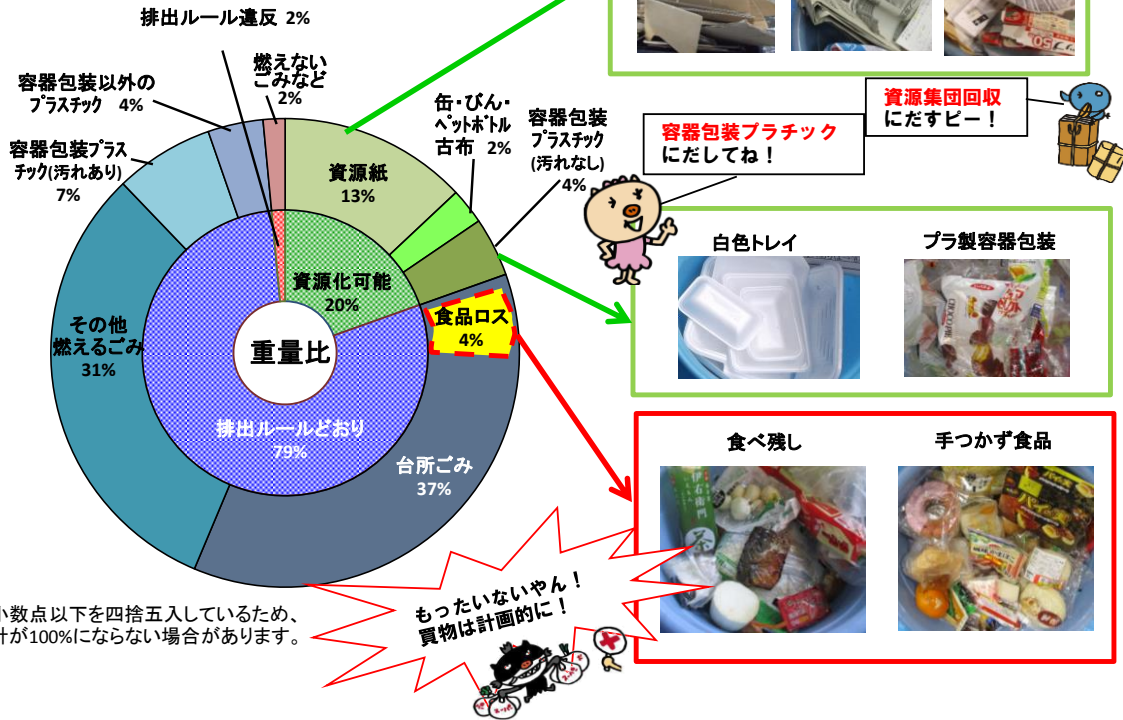 排出ルール違反 2%
燃えない
ごみなど
2%
容器包装以外の
プラスチック 4%
容器包装プラス
チック(汚れあり)
7%
缶・びん・
ペットボトル
古布 2%
容器包装
プラスチック
(汚れなし)
4%
資源紙
13%
資源化可能
20%
食品ロス
4%
その他
燃えるごみ
31%
重量比
排出ルールどおり
79%
台所ごみ
37%
資源集団回収
にだすピー！
容器包装プラチック
にだしてね！
白色トレイ
プラ製容器包装
食べ残し
手つかず食品
もったいないやん！
買物は計画的に！
小数点以下を四捨五入しているため、
計が100%にならない場合があります。